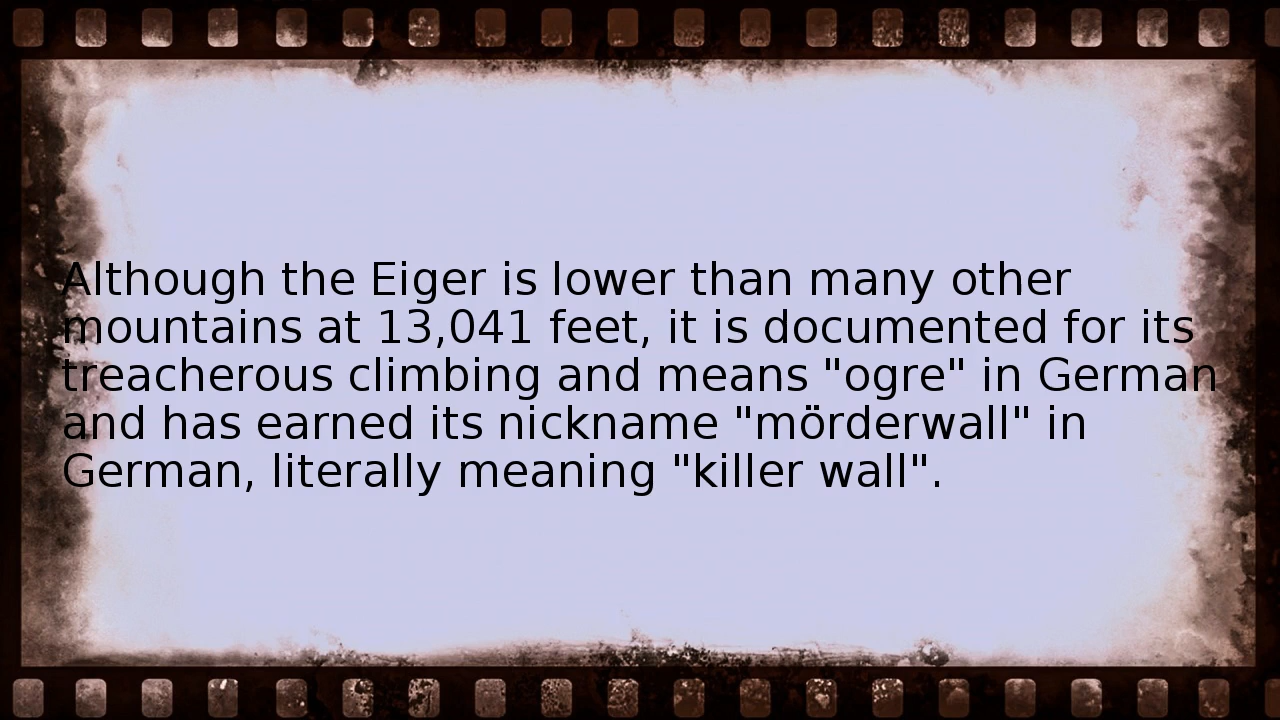 Although the Eiger is lower than many other
mountains at 13,041 feet, it is documented for its
treacherous climbing and means "ogre" in German
and has earned its nickname "mörderwall" in
German, literally meaning "killer wall".